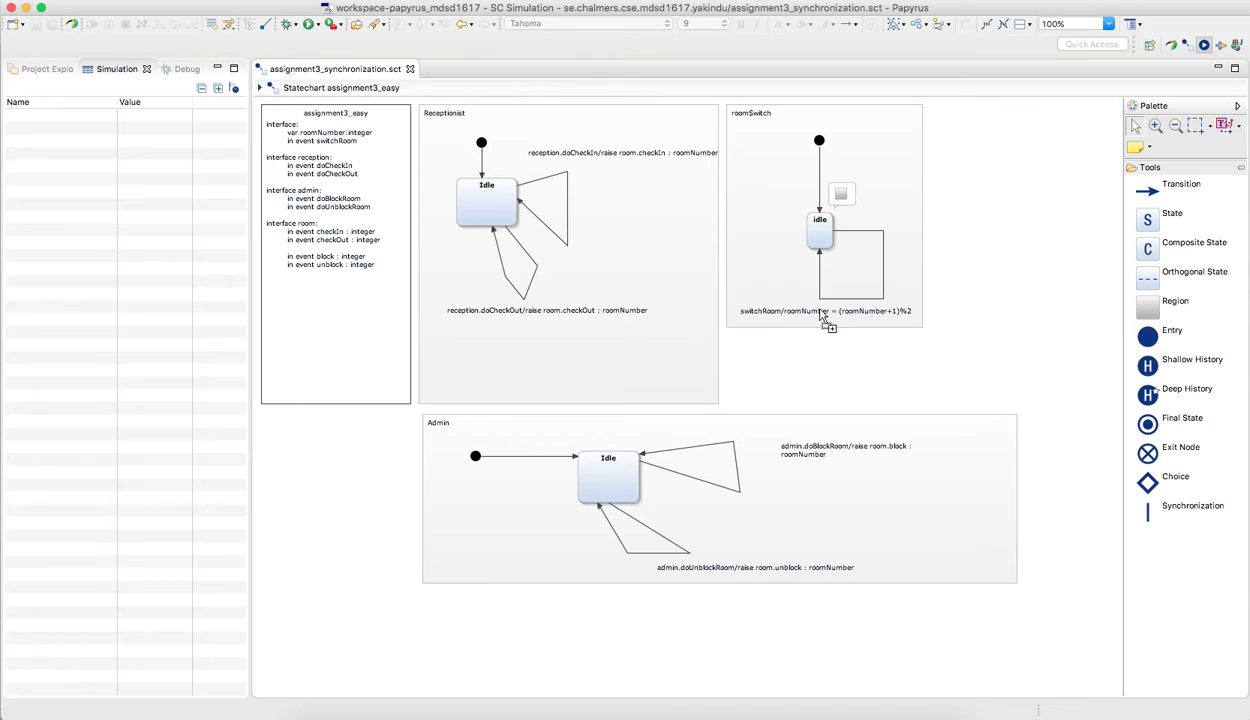 workspace-papyrus_mdsd1617 - SC Simulation - se.chalmers.cse.mdsd1617.yakindu/assignment3_synchronization.sct - Papyrus
Tahoma
9
100%
Quick Access
Project Explo
Simulation
Debug
assignment3_synchronization.sct
Name
Value
Statechart assignment3_easy
assignment3_easy
interface:
var roomNumber:integer
in event switchRoom
interface reception:
in event doCheckIn
in event doCheckOut
interface admin:
in event doBlockRoom
in event doUnblockRoom
interface room:
in event checkIn : integer
in event checkOut : integer
in event block : integer
in event unblock : integer
Receptionist
reception.doCheckIn/raise room.checkIn : roomNumber
Idle
reception.doCheckOut/raise room.checkOut : roomNumber
roomSwitch
idle
switchRoom/roomNumber = (roomNumber+1)%2
Admin
Idle
admin.doBlockRoom/raise room.block :
roomNumber
admin.doUnblockRoom/raise room.unblock : roomNumber
Palette
Tools
Transition
S State
C Composite State
Orthogonal State
Region
Entry
H Shallow History
H* Deep History
Final State
Exit Node
Choice
Synchronization